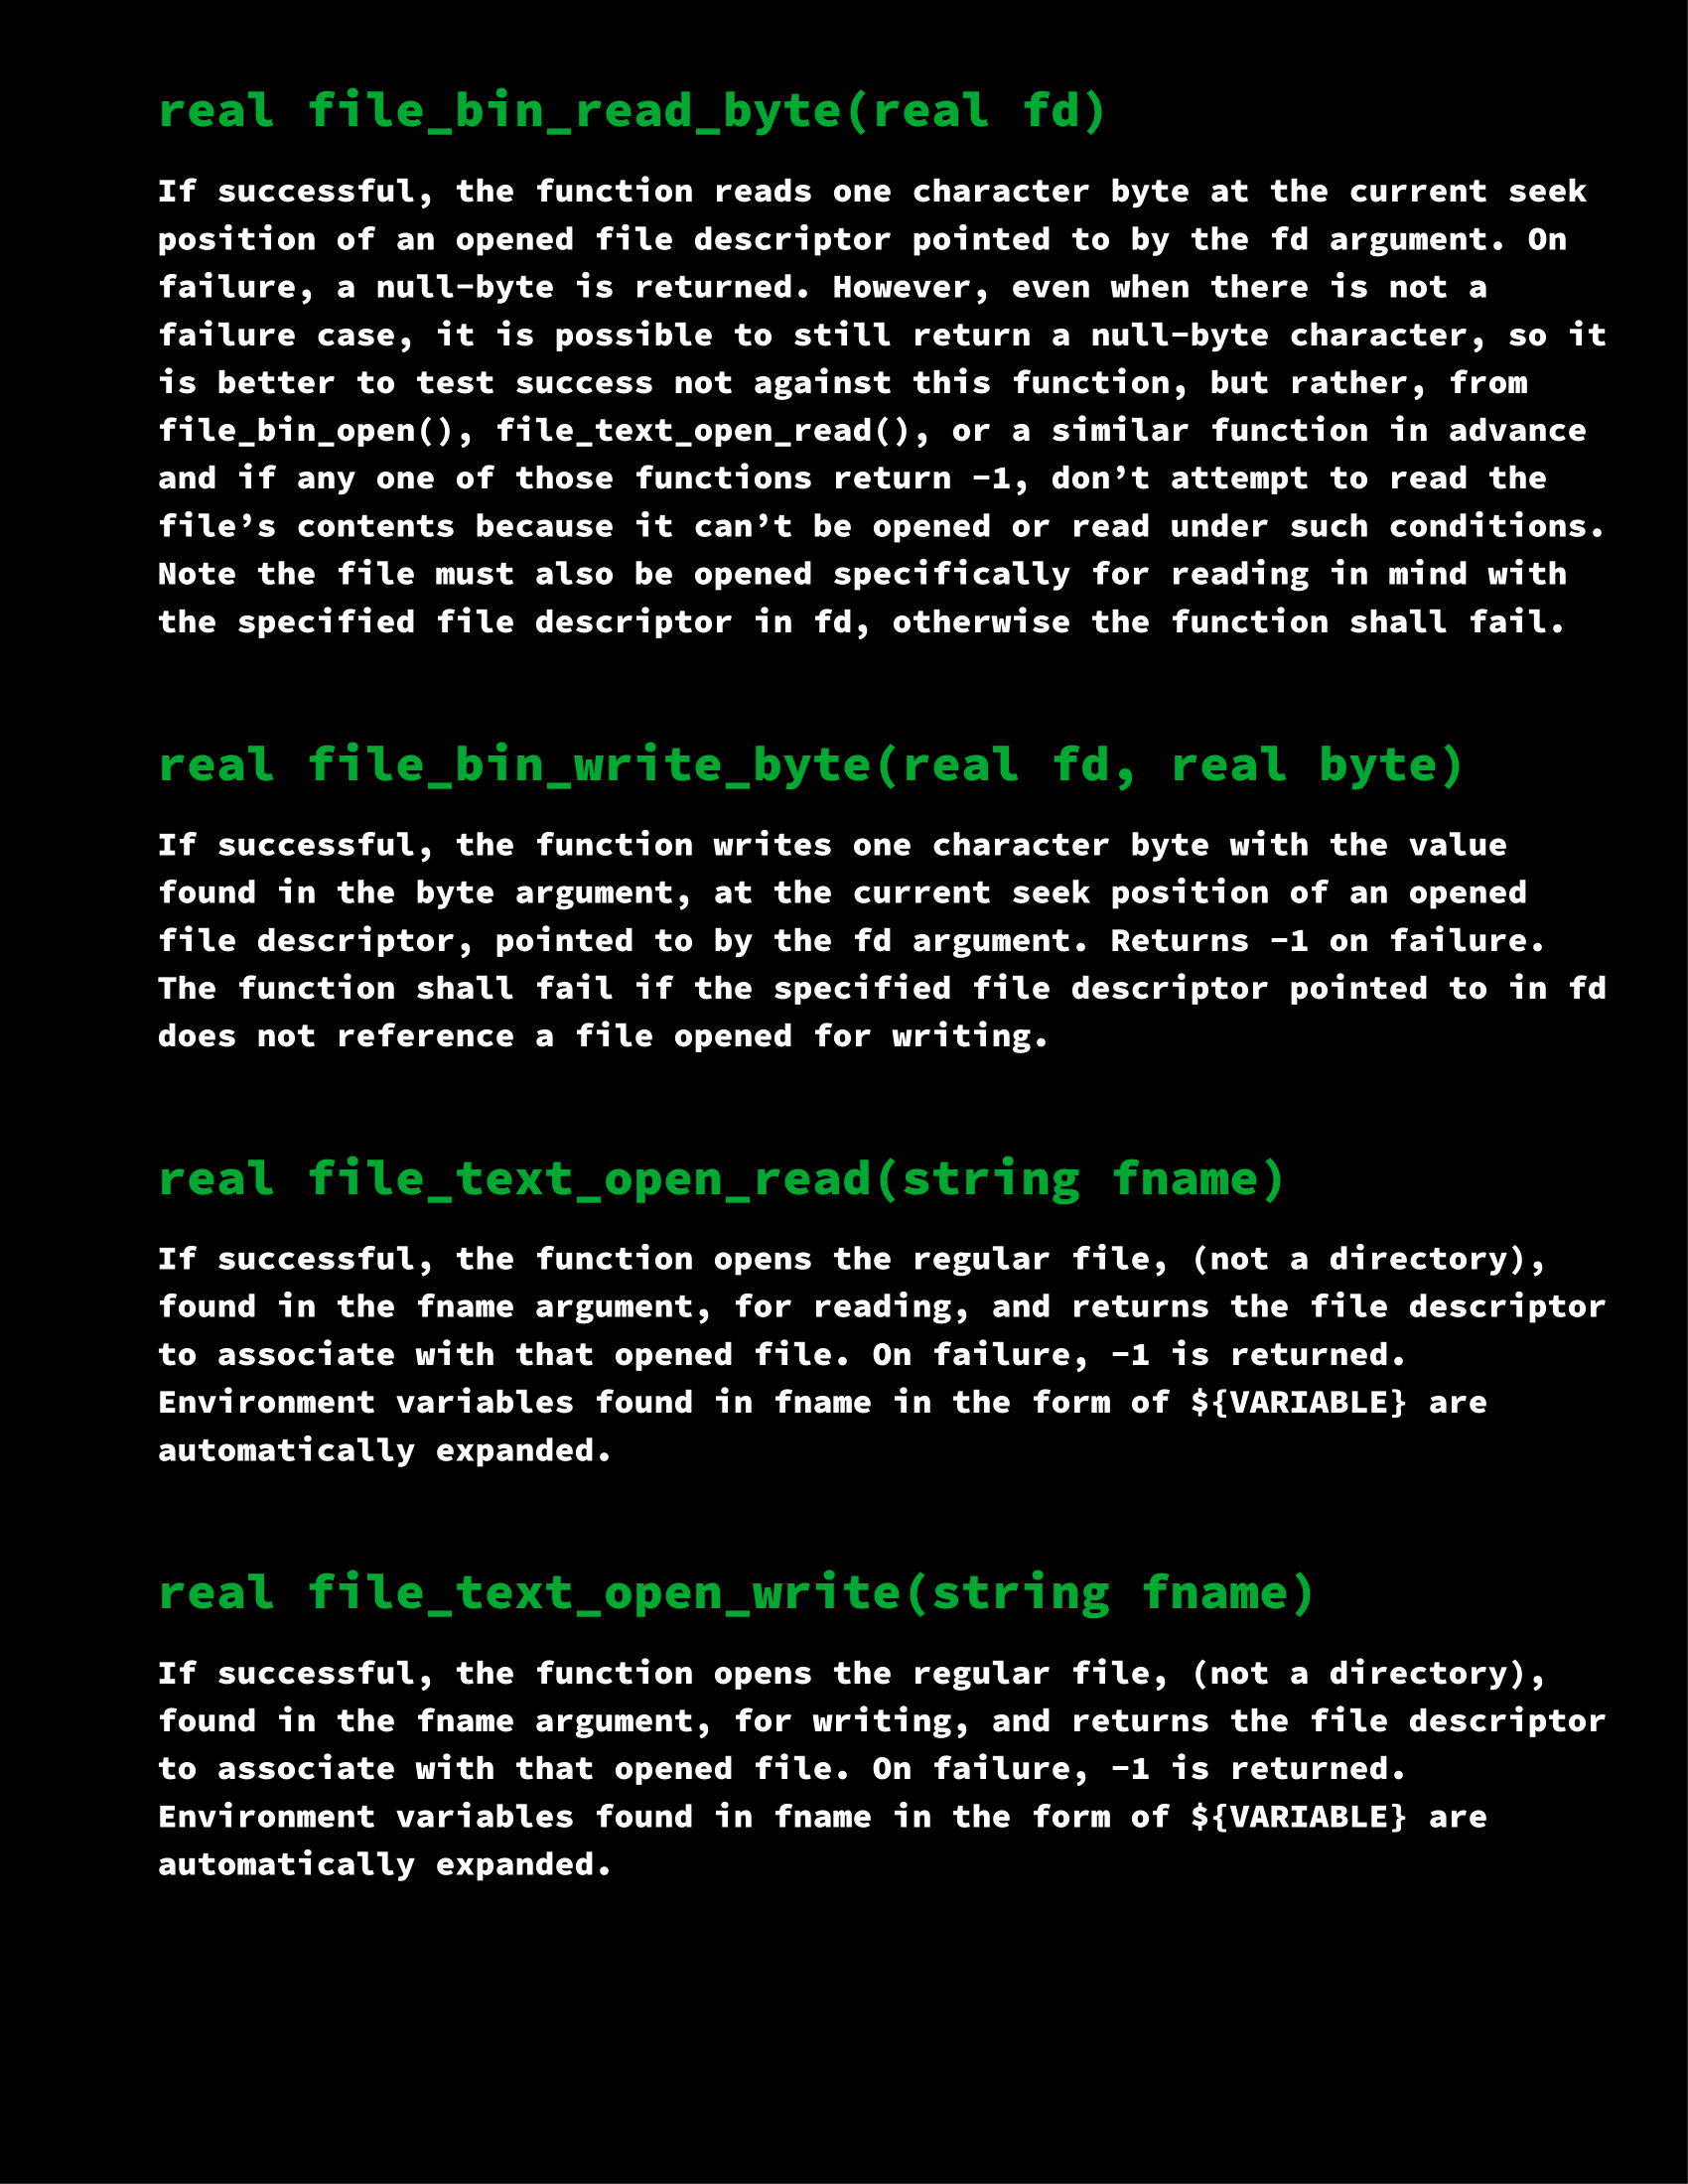 real file_bin_read_byte(real fd)
If successful, the function reads one character byte at the current seek
position of an opened file descriptor pointed to by the fd argument. On
failure, a null-byte is returned. However, even when there is not a
failure case, it is possible to still return a null-byte character, so it
is better to test success not against this function, but rather, from
file_bin_open(), file_text_open_read(), or a similar function in advance
and if any one of those functions return -1, don’t attempt to read the
file’s contents because it can’t be opened or read under such conditions.
Note the file must also be opened specifically for reading in mind with
the specified file descriptor in fd, otherwise the function shall fail.
real file_bin_write_byte(real fd, real byte)
If successful, the function writes one character byte with the value
found in the byte argument, at the current seek position of an opened
file descriptor, pointed to by the fd argument. Returns -1 on failure.
The function shall fail if the specified file descriptor pointed to in fd
does not reference a file opened for writing.
real file_text_open_read(string fname)
If successful, the function opens the regular file, (not a directory),
found in the fname argument, for reading, and returns the file descriptor
to associate with that opened file. On failure, -1 is returned.
Environment variables found in fname in the form of ${VARIABLE} are
automatically expanded.
real file_text_open_write(string fname)
If successful, the function opens the regular file, (not a directory),
found in the fname argument, for writing, and returns the file descriptor
to associate with that opened file. On failure, -1 is returned.
Environment variables found in fname in the form of ${VARIABLE} are
automatically expanded.